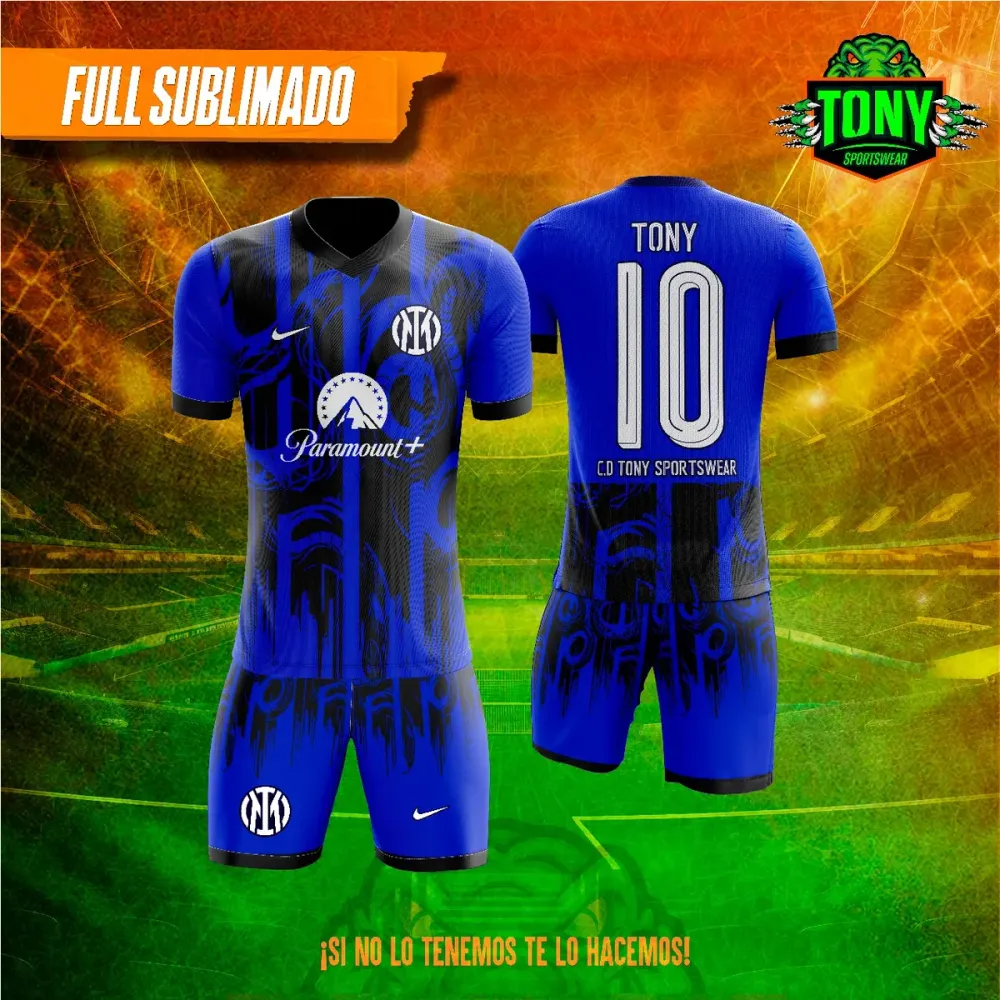 FULL SUBLIMADO
TONY
SPORTSWEAR
Paramount+
TONY
10
C.D TONY SPORTSWEAR
¡SI NO LO TENEMOS TE LO HACEMOS!